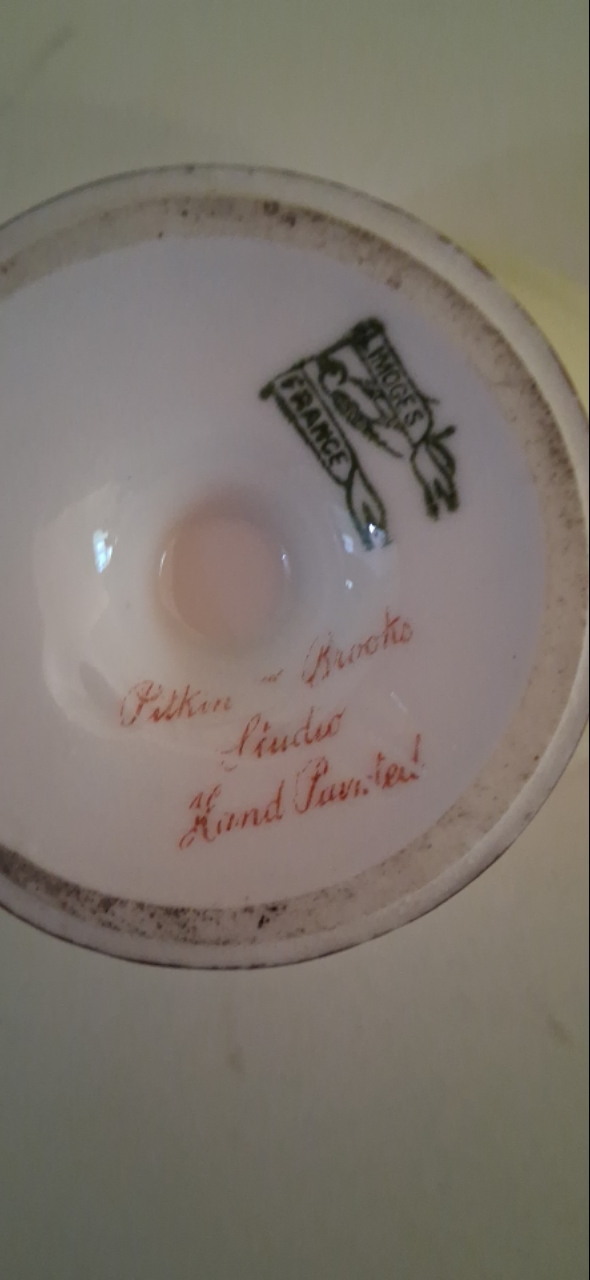 LIMOGES
FRANCE
Pitkin - Brooks
Studio
Hand Painted